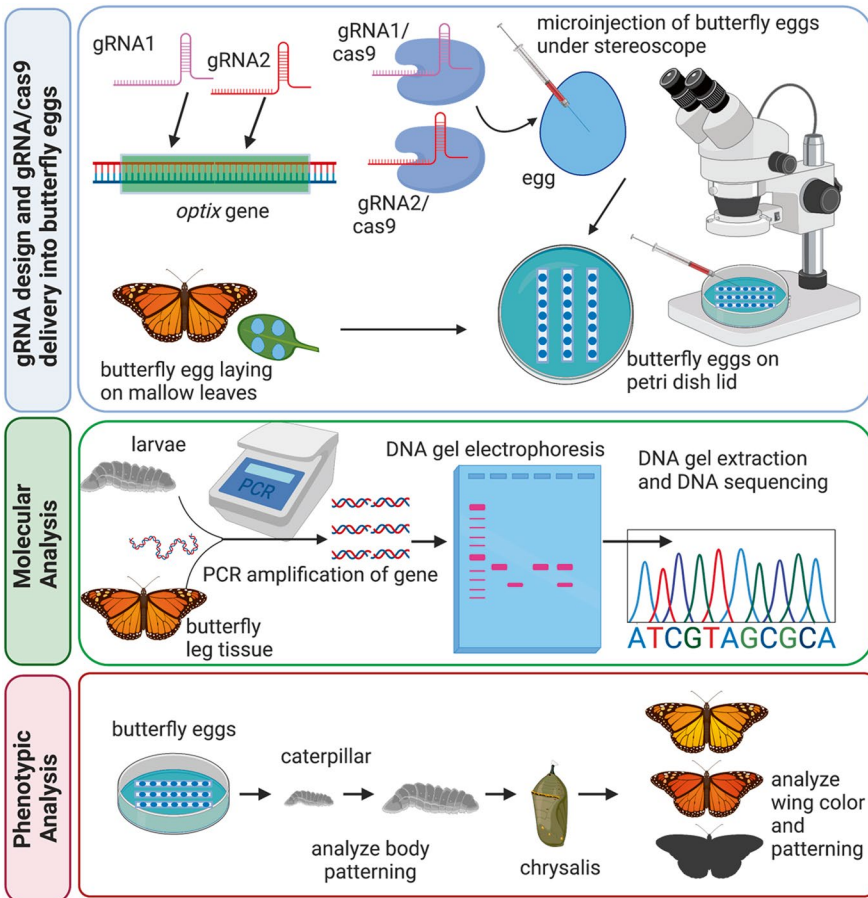 gRNA design and gRNA/cas9
delivery into butterfly eggs
gRNA1
gRNA2
optix gene
gRNA1/
cas9
gRNA2/
cas9
microinjection of butterfly eggs
under stereoscope
egg
butterfly egg laying
on mallow leaves
butterfly eggs on
petri dish lid
Molecular
Analysis
larvae
PCR
butterfly
leg tissue
PCR amplification of gene
DNA gel electrophoresis
DNA gel extraction
and DNA sequencing
ATCGTAGCGCA
Phenotypic
Analysis
butterfly eggs
caterpillar
analyze body
patterning
chrysalis
analyze
wing color
and
patterning